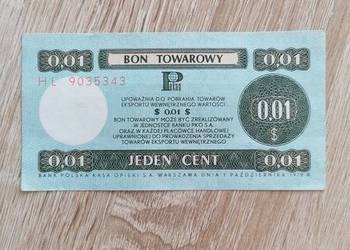 0,01 BON TOWAROWY 0,01
HL 9035343
P
UPOWAŻNIA DO POBRANIA TOWARÓW
EKSPORTU WEWNĘTRZNEGO WARTOŚCI
$ 0.01 $
BON TOWAROWY MOŻE BYĆ ZREALIZOWANY
W JEDNOSTCE BANKU PKO S.A.
ORAZ W KAŻDEJ PLACÓWCE HANDLOWEJ
UPOWAŻNIONEJ DO PROWADZENIA SPRZEDAŻY
TOWARÓW EKSPORTU WEWNĘTRZNEGO
0,01
$
0,01 JEDEN CENT 0,01
BANK POLSKA KASA OPIEKI S.A. WARSZAWA DNIA 1 PAŹDZIERNIKA 1979 R.